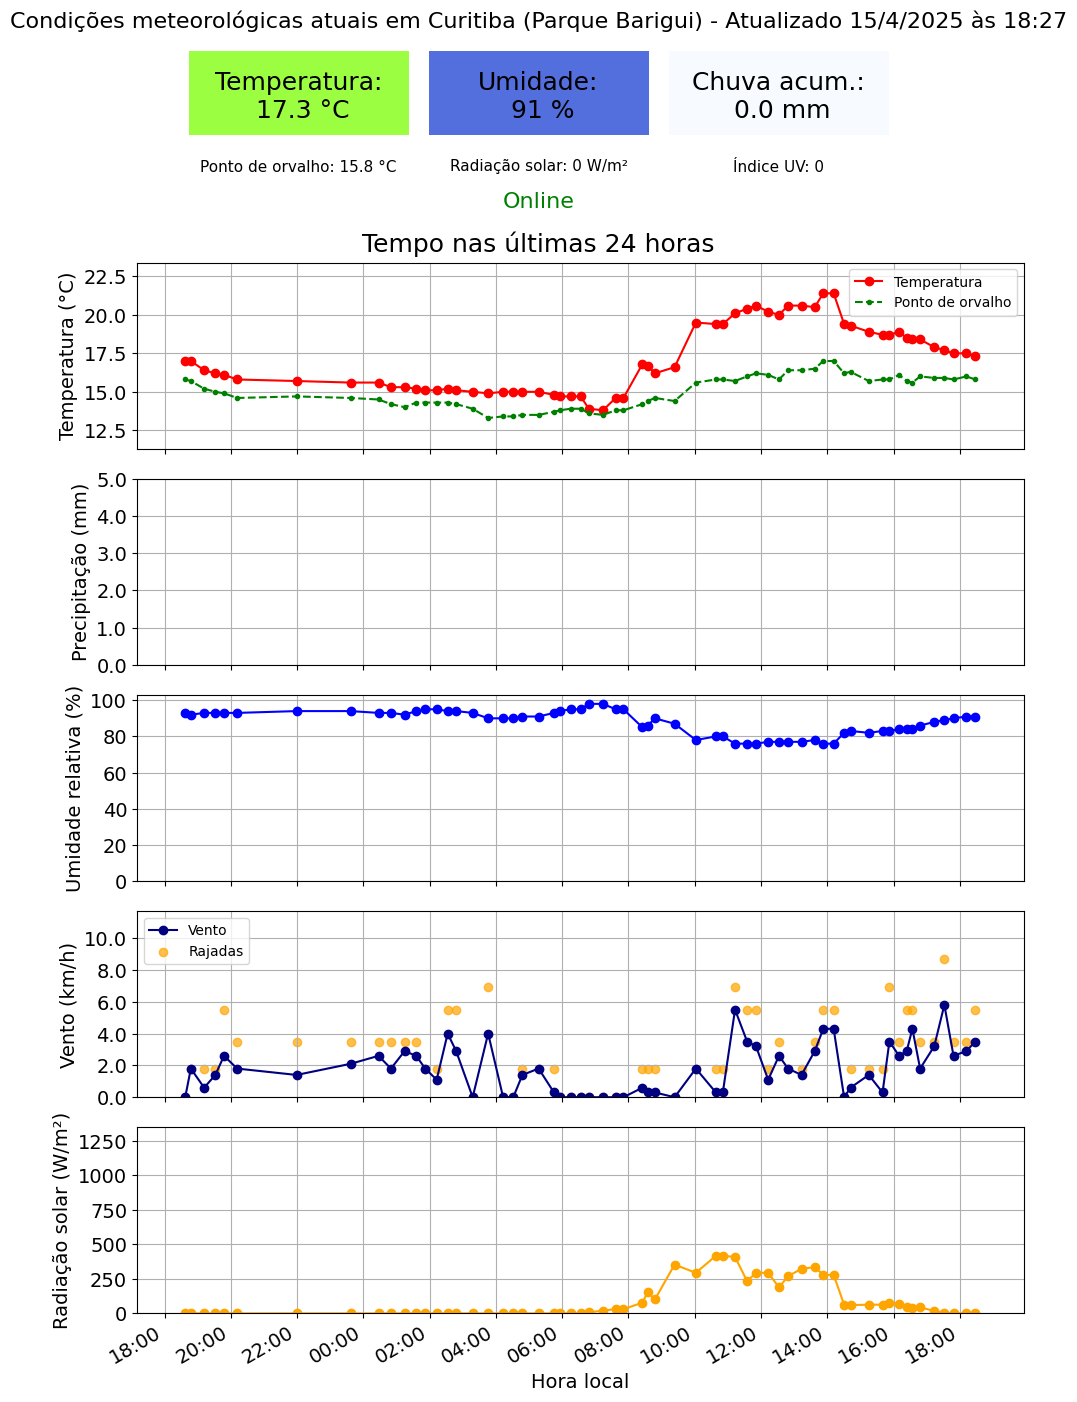 Condições meteorológicas atuais em Curitiba (Parque Barigui) - Atualizado 15/4/2025 às 18:27
Temperatura:
17.3 °C
Umidade:
91 %
Chuva acum.:
0.0 mm
Ponto de orvalho: 15.8 °C
Radiação solar: 0 W/m²
Índice UV: 0
Online
Tempo nas últimas 24 horas
Temperatura (°C)
22.5
20.0
17.5
15.0
12.5
Temperatura
Ponto de orvalho
Precipitação (mm)
5.0
4.0
3.0
2.0
1.0
0.0
Umidade relativa (%)
100
80
60
40
20
0
Vento (km/h)
10.0
8.0
6.0
4.0
2.0
0.0
Vento
Rajadas
Radiação solar (W/m²)
1250
1000
750
500
250
0
18:00
20:00
22:00
00:00
02:00
04:00
06:00
08:00
10:00
12:00
14:00
16:00
18:00
Hora local